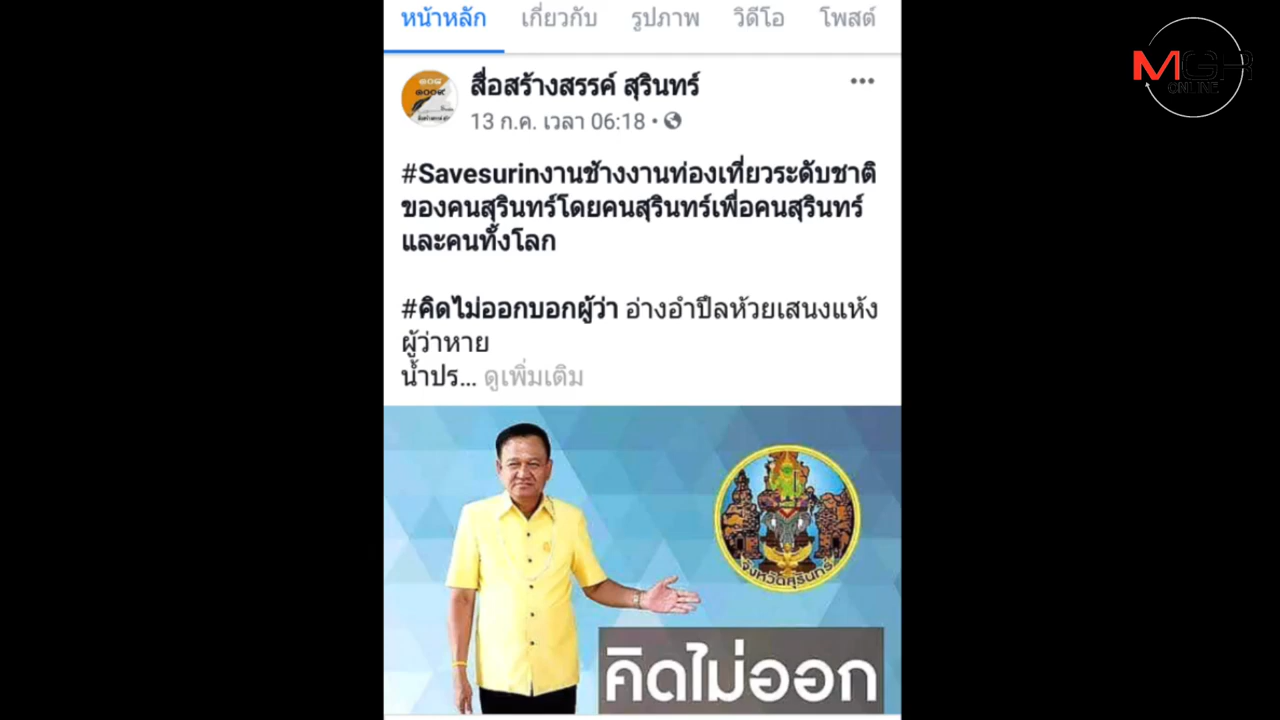 หน้าหลัก เกี่ยวกับ รูปภาพ วิดีโอ โพสต์
MGR
ONLINE
๑๐๘
๑๐๐๙
สื่อสร้างสรรค์ สุรินทร์
13 ก.ค. เวลา 06:18 •
#Savesurinงานช้างงานท่องเที่ยวระดับชาติ
ของคนสุรินทร์โดยคนสุรินทร์เพื่อคนสุรินทร์
และคนทั้งโลก
#คิดไม่ออกบอกผู้ว่า อ่างอำปึลห้วยเสนงแห้ง
ผู้ว่าหาย
น้ำปร... ดูเพิ่มเติม
จังหวัดสุรินทร์
คิดไม่ออก